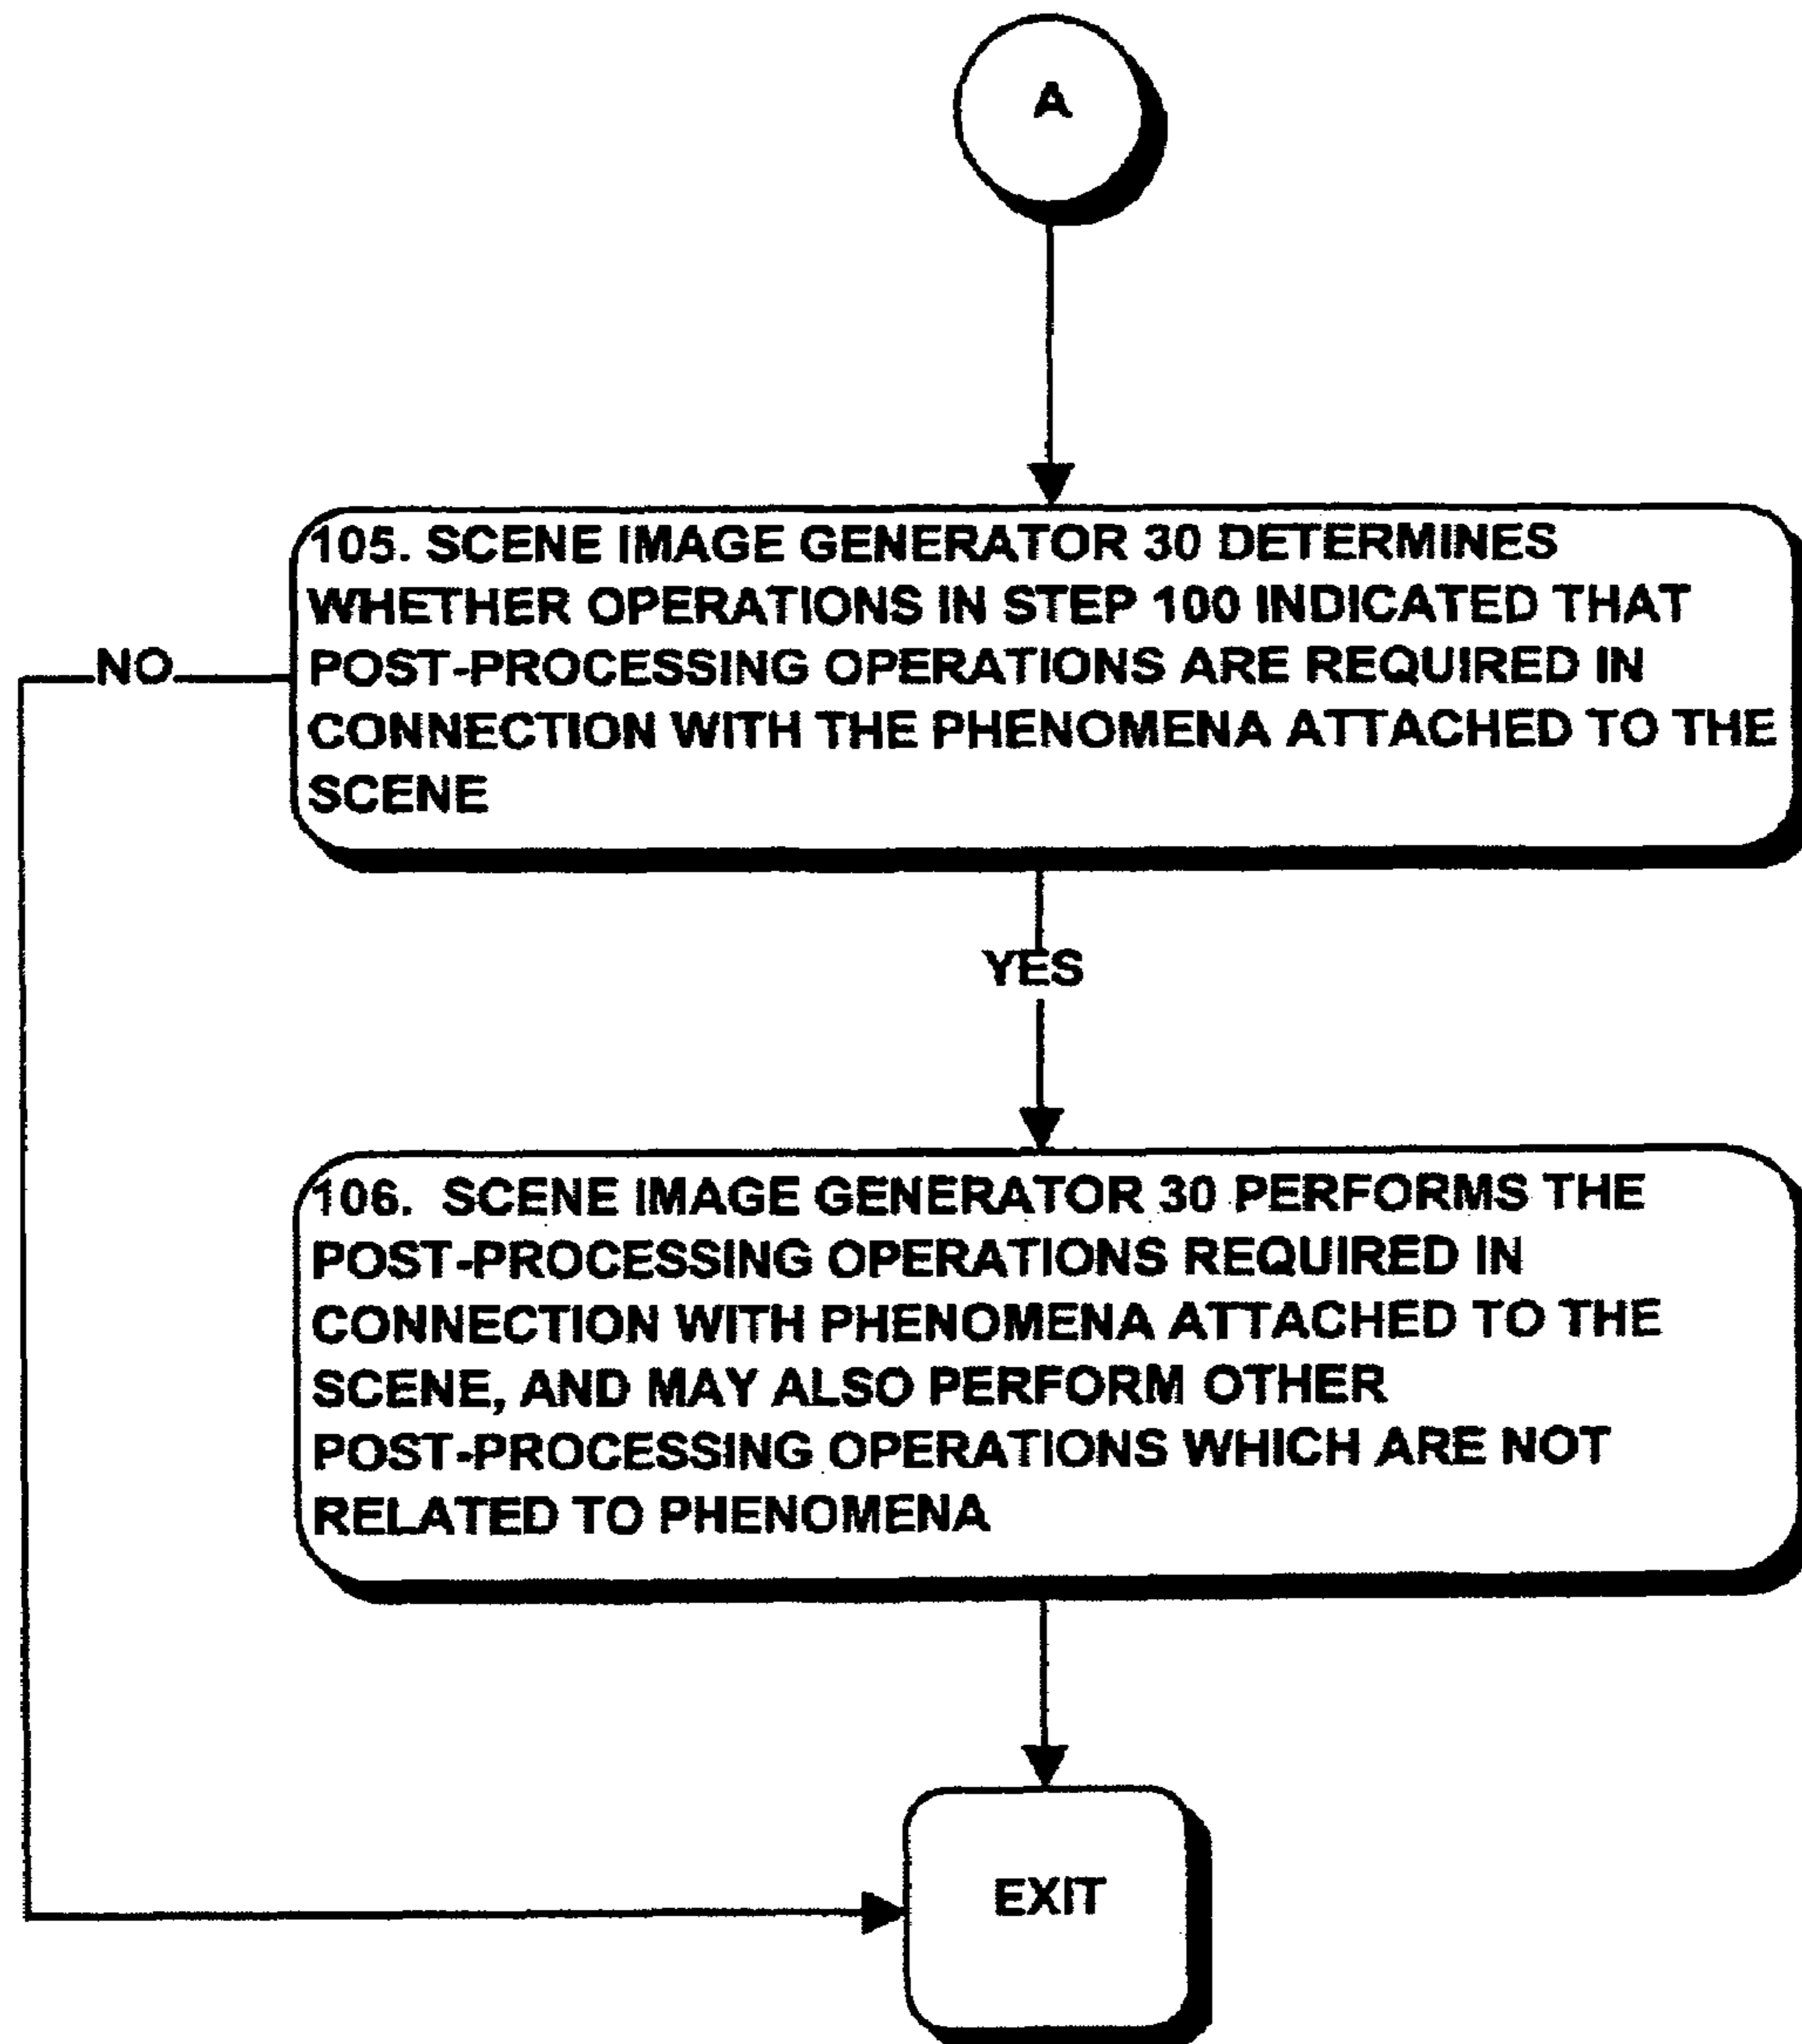 A
105. SCENE IMAGE GENERATOR 30 DETERMINES
WHETHER OPERATIONS IN STEP 100 INDICATED THAT
POST-PROCESSING OPERATIONS ARE REQUIRED IN
CONNECTION WITH THE PHENOMENA ATTACHED TO THE
SCENE
NO
YES
106. SCENE IMAGE GENERATOR 30 PERFORMS THE
POST-PROCESSING OPERATIONS REQUIRED IN
CONNECTION WITH PHENOMENA ATTACHED TO THE
SCENE, AND MAY ALSO PERFORM OTHER
POST-PROCESSING OPERATIONS WHICH ARE NOT
RELATED TO PHENOMENA
EXIT